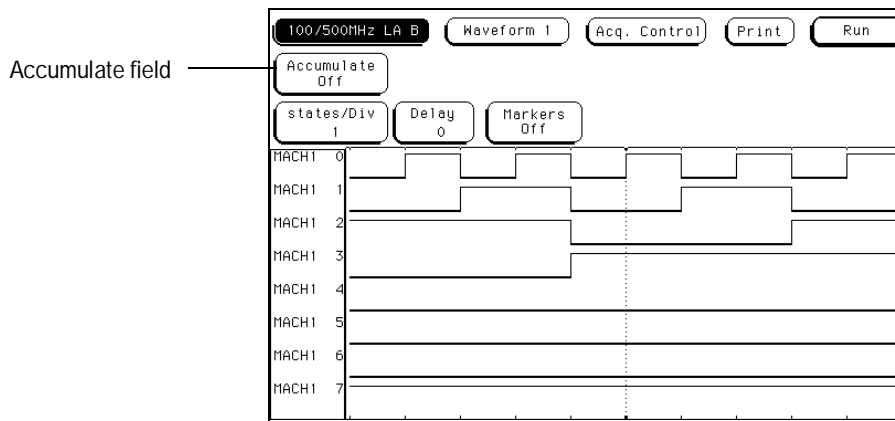 100/500MHz LA B Waveform 1 Acq. Control Print Run
Accumulate field
Accumulate
Off
states/Div
1
Delay
0
Markers
Off
MACH1 0
MACH1 1
MACH1 2
MACH1 3
MACH1 4
MACH1 5
MACH1 6
MACH1 7